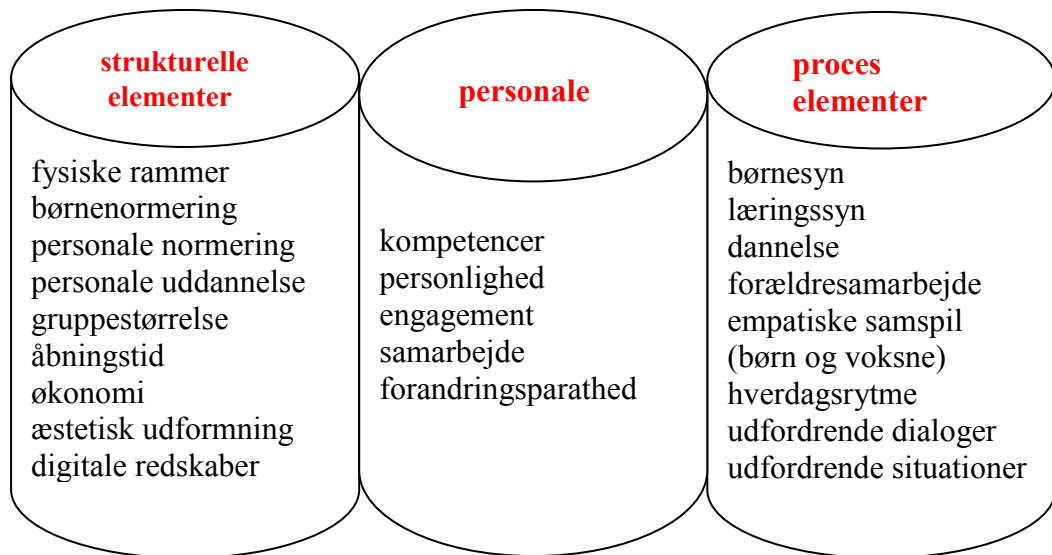 strukturelle
elementer
fysiske rammer
børnenormering
personale normering
personale uddannelse
gruppestørrelse
åbningstid
økonomi
æstetisk udformning
digitale redskaber
personale
kompetencer
personlighed
engagement
samarbejde
forandringsparathed
proces
elementer
børnesyn
læringssyn
dannelse
forældresamarbejde
empatiske samspil
(børn og voksne)
hverdagsrytme
udfordrende dialoger
udfordrende situationer